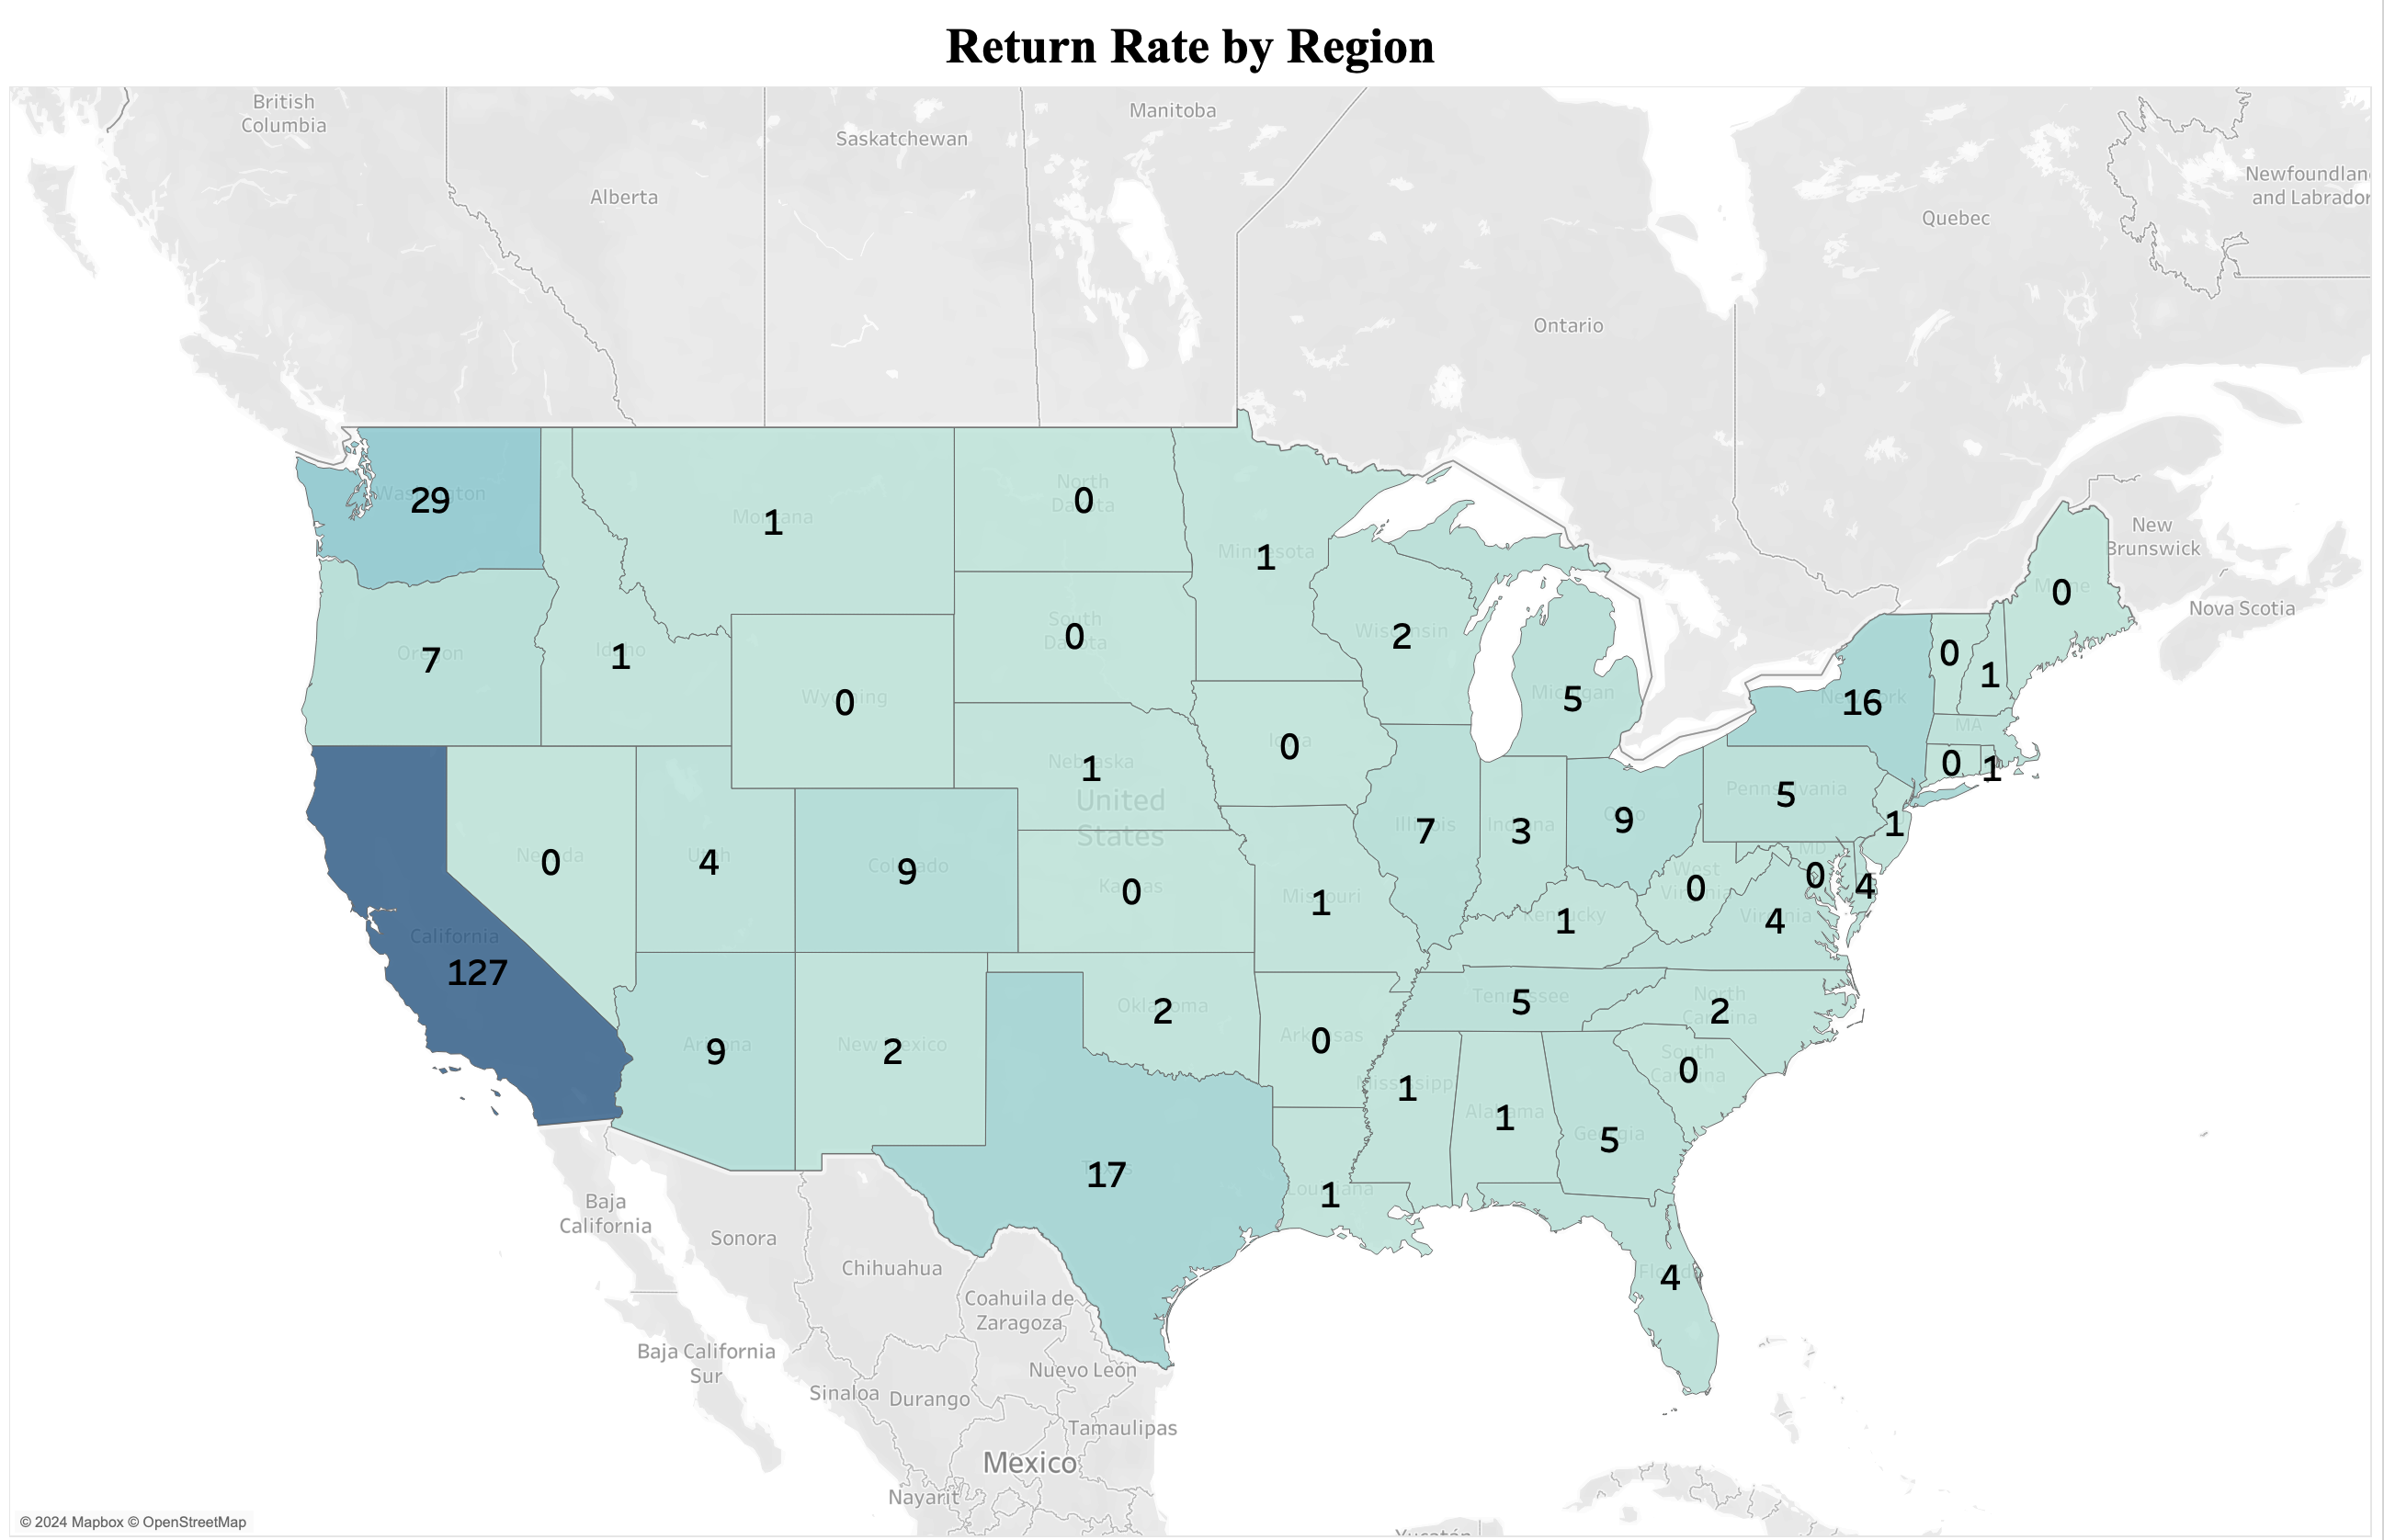 Return Rate by Region
British
Columbia
Manitoba
Saskatchewan
Alberta
Newfoundlan
and Labrador
Quebec
Ontario
Washington
29
Montana
1
North
Dakota
0
Minnesota
1
New
Brunswick
Maine
0
Nova Scotia
Oregon
7
Idaho
1
South
Dakota
0
Wisconsin
2
Wyoming
0
Michigan
5
New York
16
0
1
MA
Iowa
0
Nebraska
1
0
1
United
States
Pennsylvania
5
Illinois
7
Indiana
3
Ohio
9
1
Nevada
0
Utah
4
Colorado
9
Kansas
0
Missouri
1
West
Virginia
0
MD
0
4
Kentucky
1
Virginia
4
California
127
Arizona
9
New Mexico
2
Oklahoma
2
Arkansas
0
Tennessee
5
North
Carolina
2
South
Carolina
0
Mississippi
1
Alabama
1
Georgia
5
Texas
17
Louisiana
1
Florida
4
Baja
California
Sonora
Chihuahua
Coahuila de
Zaragoza
Baja California
Sur
Nuevo León
Sinaloa
Durango
Tamaulipas
Mexico
Nayarit
© 2024 Mapbox © OpenStreetMap